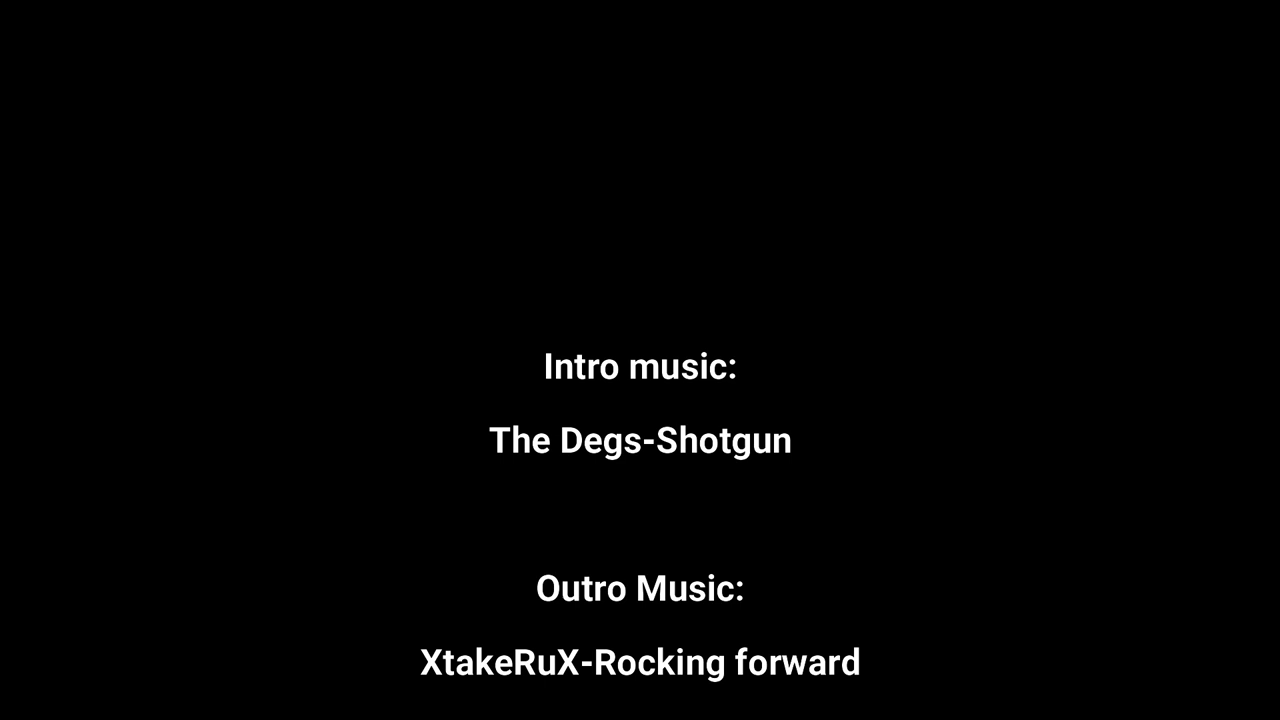 Intro music:
The Degs-Shotgun
Outro Music:
XtakeRuX-Rocking forward